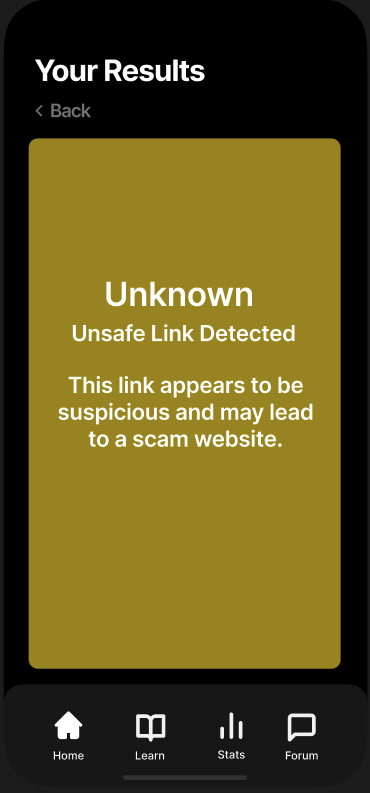 Your Results
Back
Unknown
Unsafe Link Detected
This link appears to be
suspicious and may lead
to a scam website.
Home
Learn
Stats
Forum